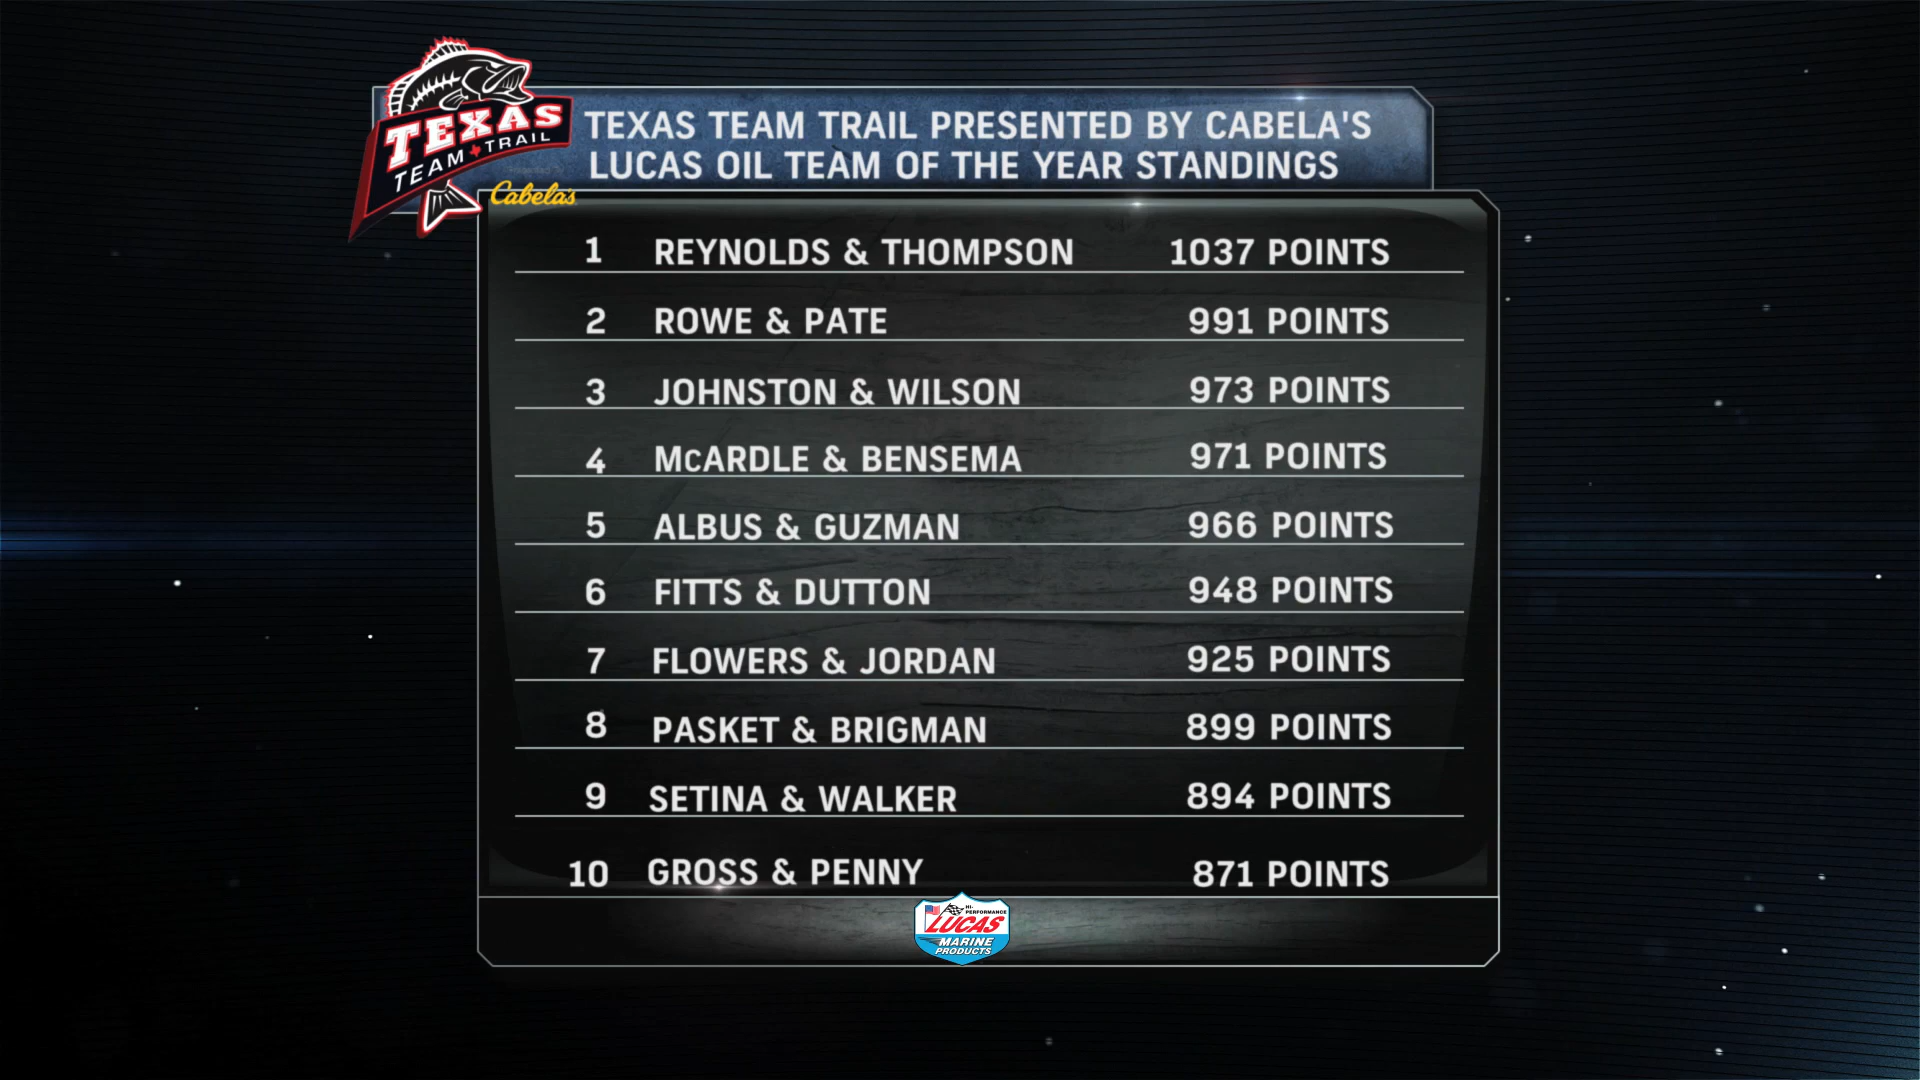 TEXAS
TEAM TRAIL
Cabela's
TEXAS TEAM TRAIL PRESENTED BY CABELA'S
LUCAS OIL TEAM OF THE YEAR STANDINGS
1 REYNOLDS & THOMPSON 1037 POINTS
2 ROWE & PATE 991 POINTS
3 JOHNSTON & WILSON 973 POINTS
4 McARDLE & BENSEMA 971 POINTS
5 ALBUS & GUZMAN 966 POINTS
6 FITTS & DUTTON 948 POINTS
7 FLOWERS & JORDAN 925 POINTS
8 PASKET & BRIGMAN 899 POINTS
9 SETINA & WALKER 894 POINTS
10 GROSS & PENNY 871 POINTS
HI-
PERFORMANCE
LUCAS
MARINE
PRODUCTS